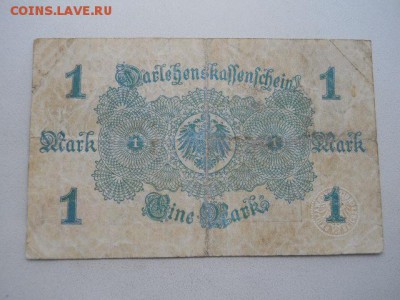 COINS.LAVE.RU
1 Darlehenskassenschein 1
Mark 1 1 Mark
1 Eine Mark 1